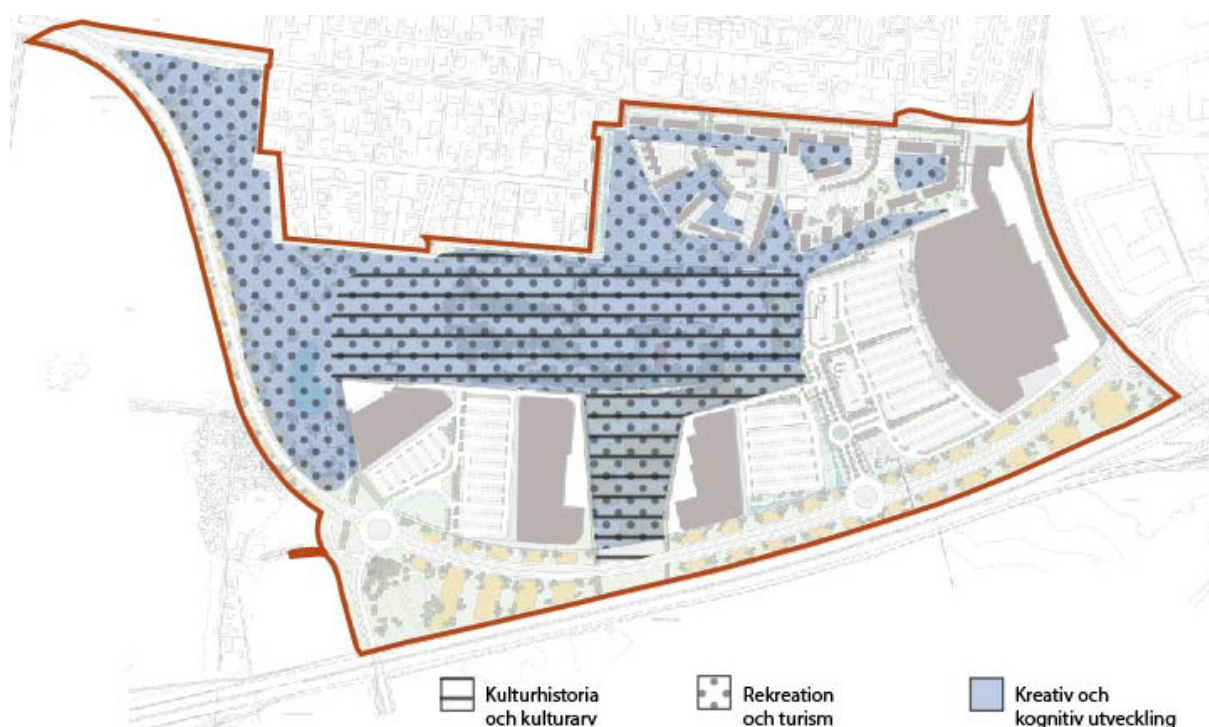 Kulturhistoria
och kulturarv
Rekreation
och turism
Kreativ och
kognitiv utveckling